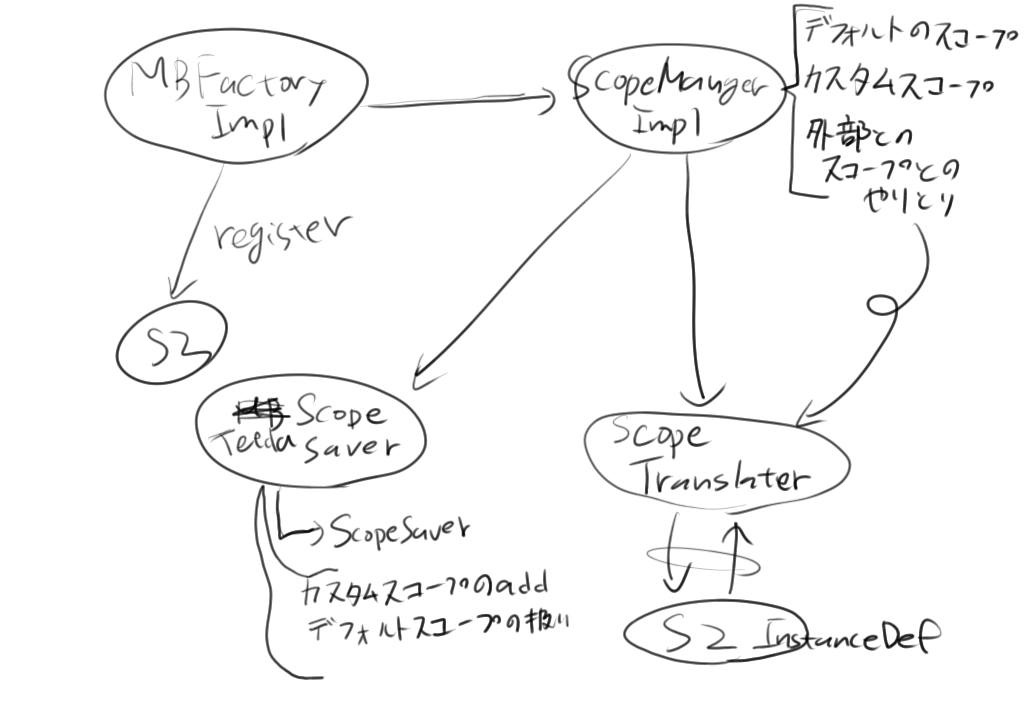 MBFactory
Impl
ScopeManger
Impl
デフォルトのスコープ
カスタムスコープ
外部との
スコープとの
やりとり
register
S2
Scope
Teeda Saver
ScopeSaver
カスタムスコープのadd
デフォルトスコープの扱い
Scope
Translater
S2 InstanceDef